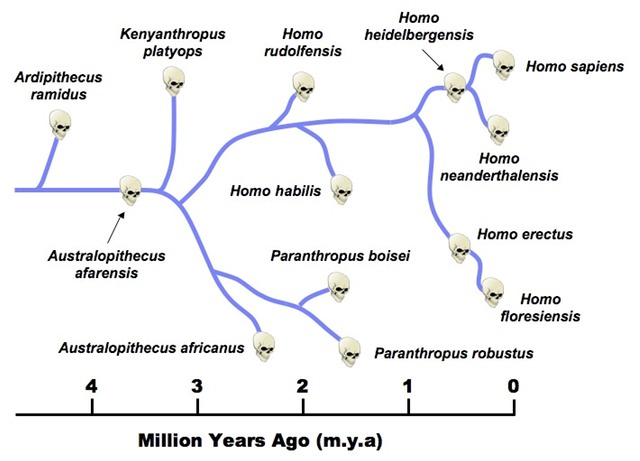 Homo
heidelbergensis
Kenyanthropus
platyops
Homo
rudolfensis
Homo sapiens
Ardipithecus
ramidus
Homo
neanderthalensis
Homo habilis
Homo erectus
Australopithecus
afarensis
Paranthropus boisei
Homo
floresiensis
Australopithecus africanus
Paranthropus robustus
4 3 2 1 0
Million Years Ago (m.y.a)